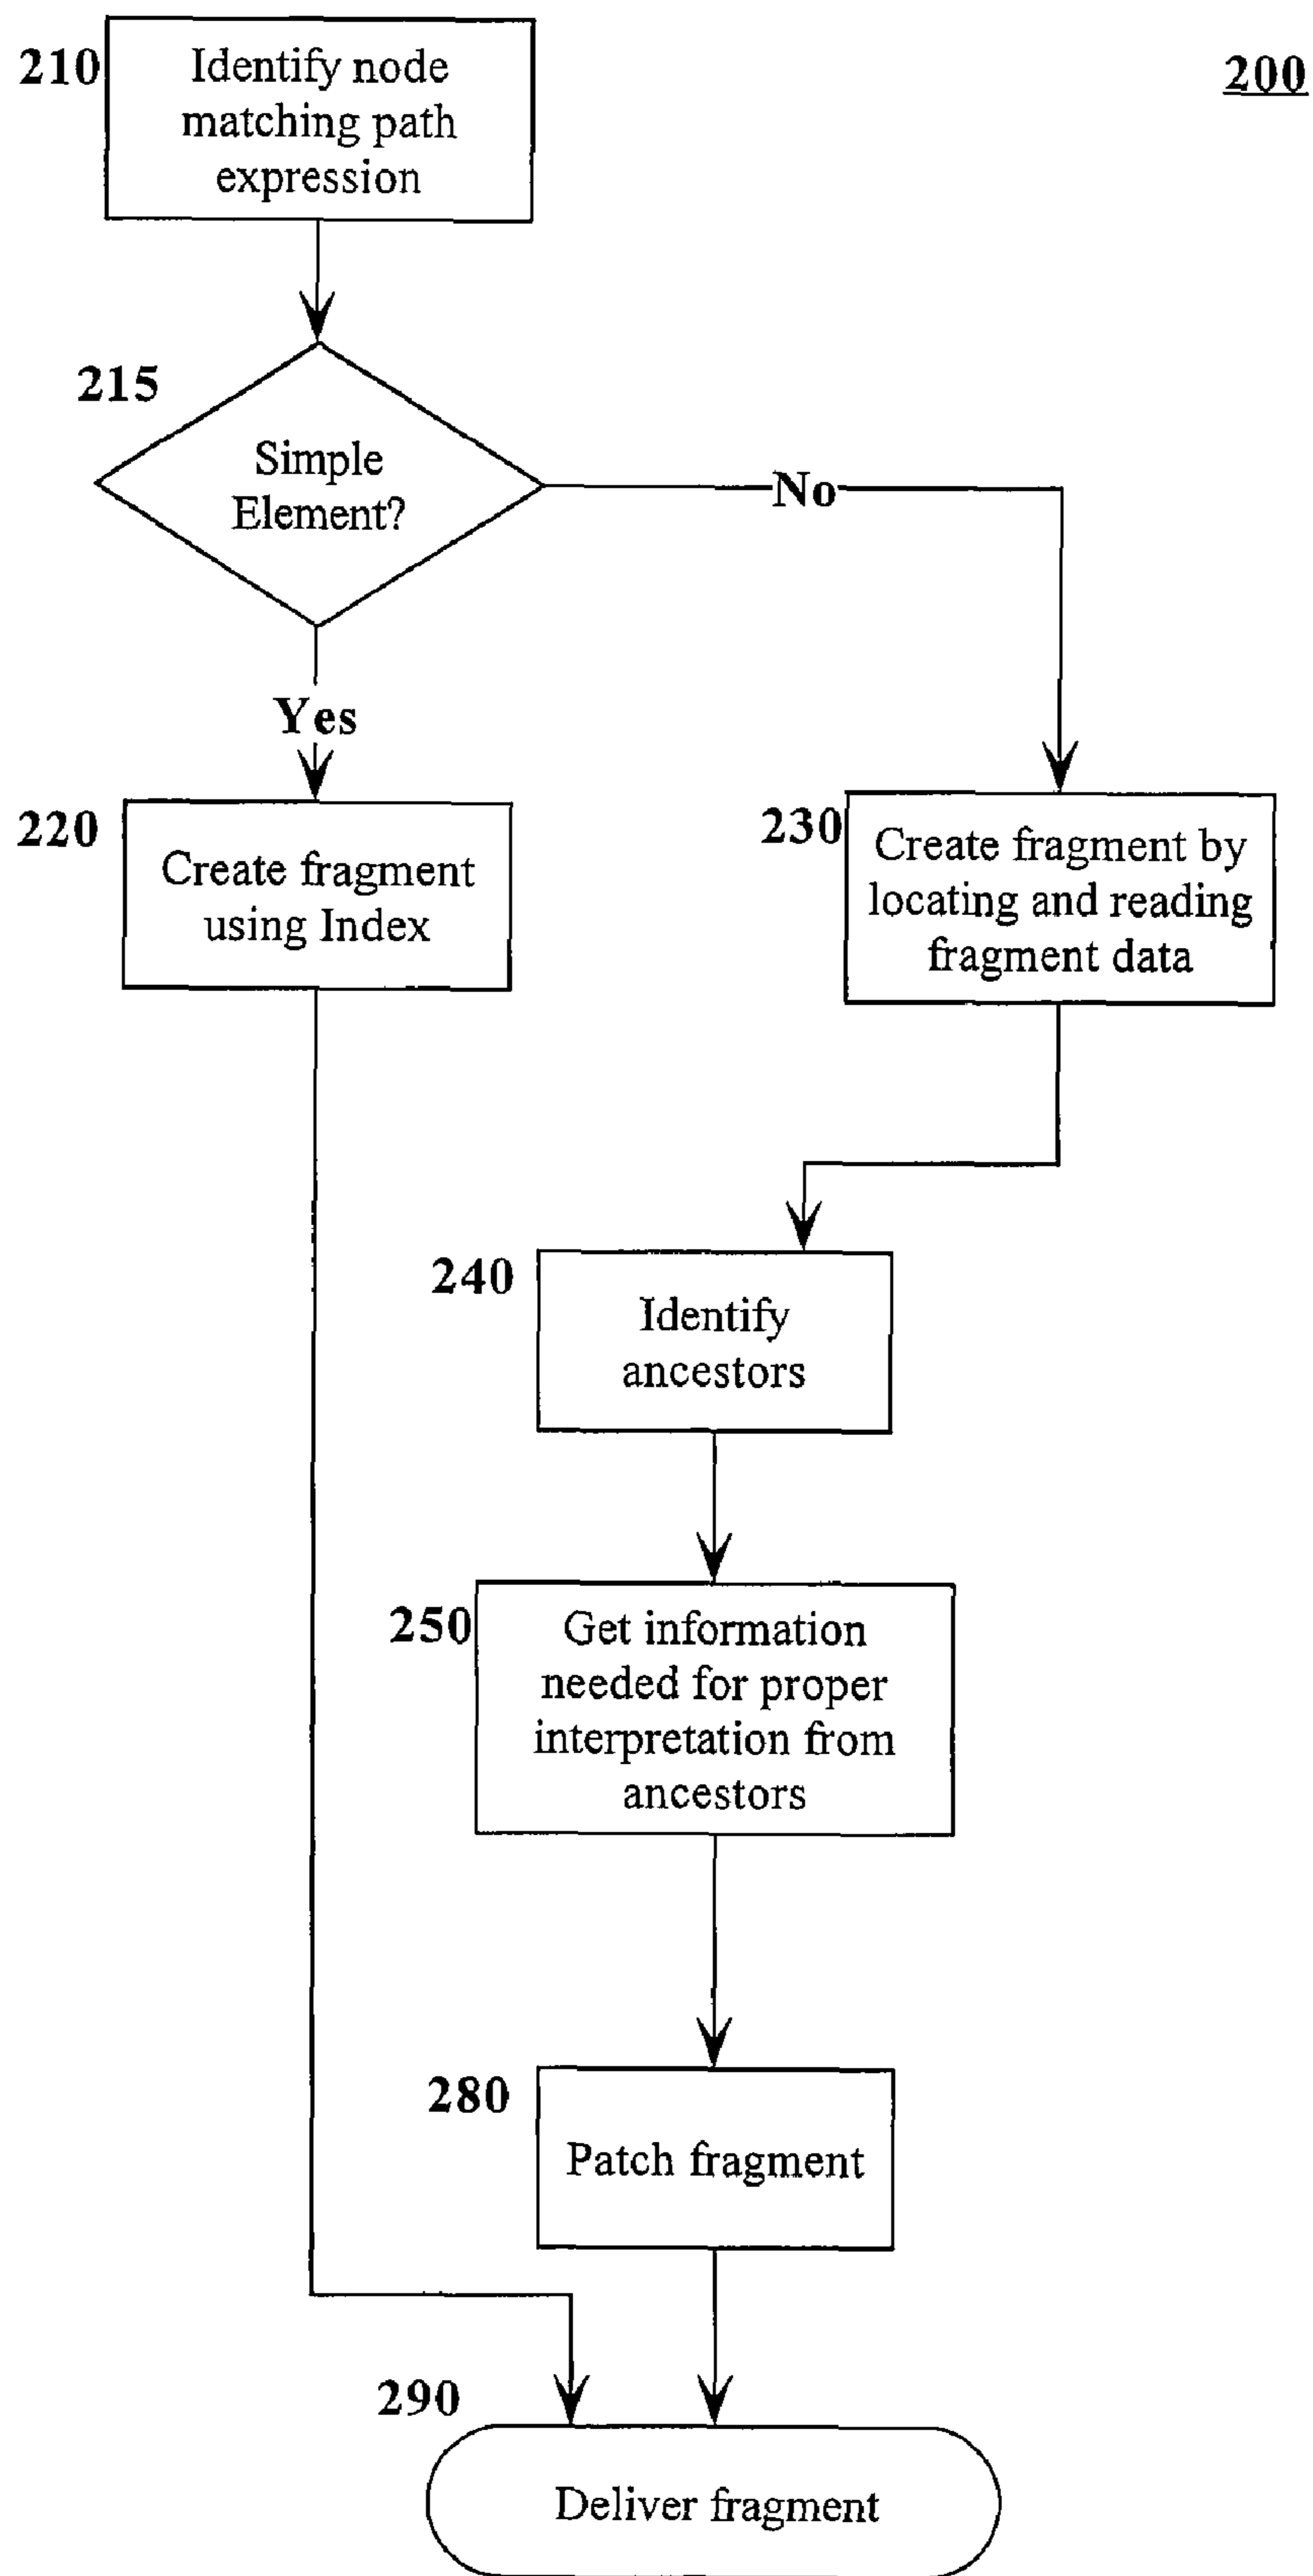 210
Identify node
matching path
expression
200
215
Simple
Element?
No
Yes
220
Create fragment
using Index
230
Create fragment by
locating and reading
fragment data
240
Identify
ancestors
250
Get information
needed for proper
interpretation from
ancestors
280
Patch fragment
290
Deliver fragment